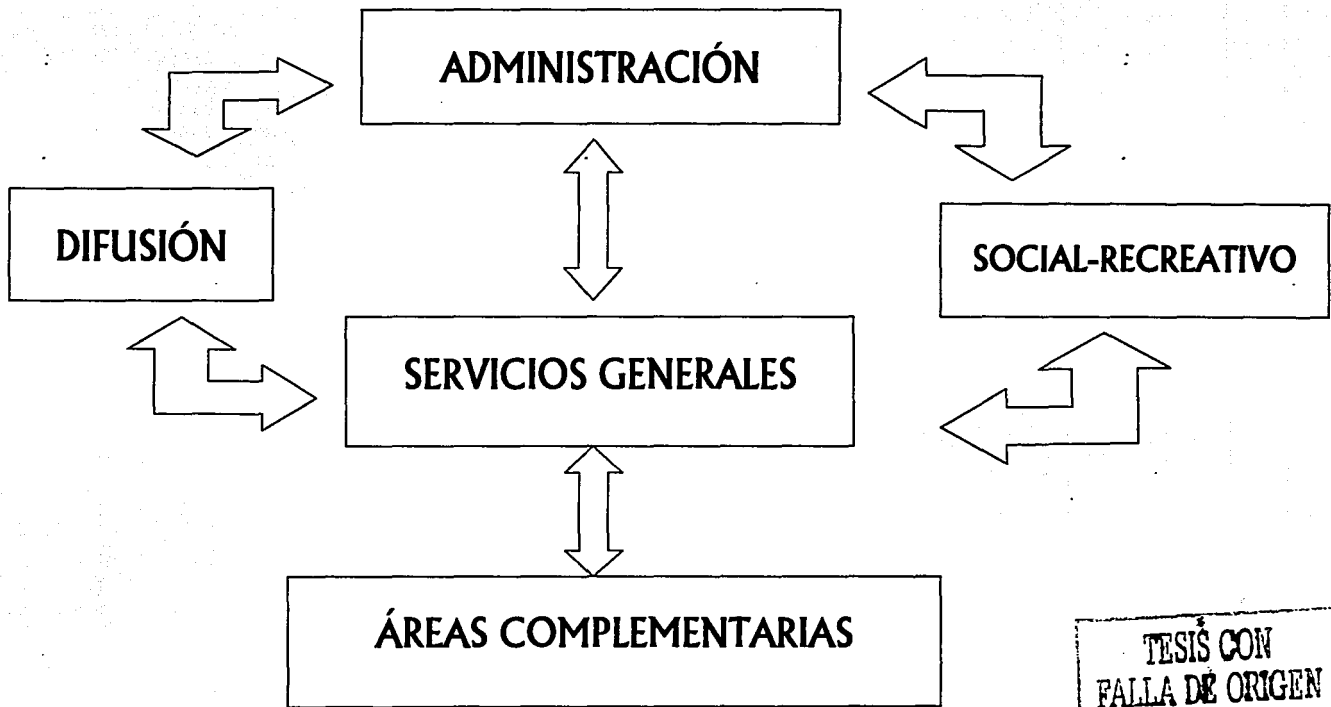 ADMINISTRACIÓN
DIFUSIÓN
SOCIAL-RECREATIVO
SERVICIOS GENERALES
ÁREAS COMPLEMENTARIAS
TESIS CON
FALLA DE ORIGEN